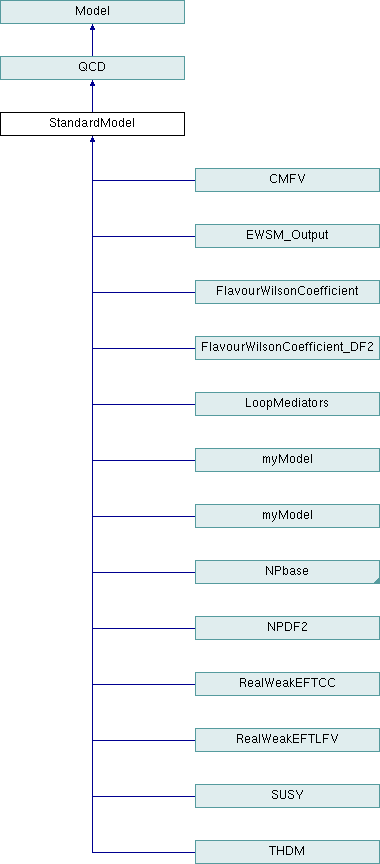 Model
QCD
StandardModel
CMFV
EWSM_Output
FlavourWilsonCoefficient
FlavourWilsonCoefficient_DF2
LoopMediators
myModel
myModel
NPbase
NPDF2
RealWeakEFTCC
RealWeakEFTLFV
SUSY
THDM